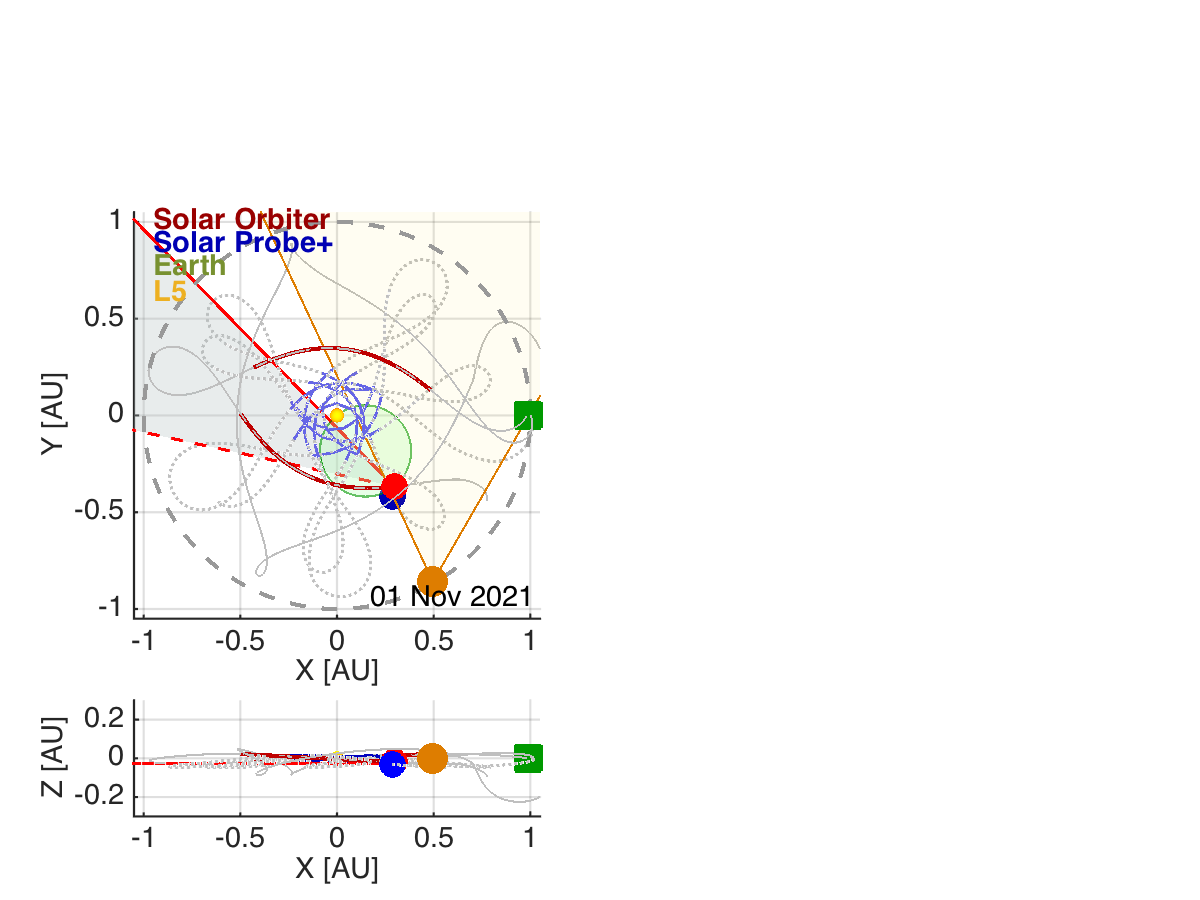 Solar Orbiter
Solar Probe+
Earth
L5
1
0.5
0
-0.5
-1
Y [AU]
01 Nov 2021
-1 -0.5 0 0.5 1
X [AU]
0.2
0
-0.2
Z [AU]
-1 -0.5 0 0.5 1
X [AU]